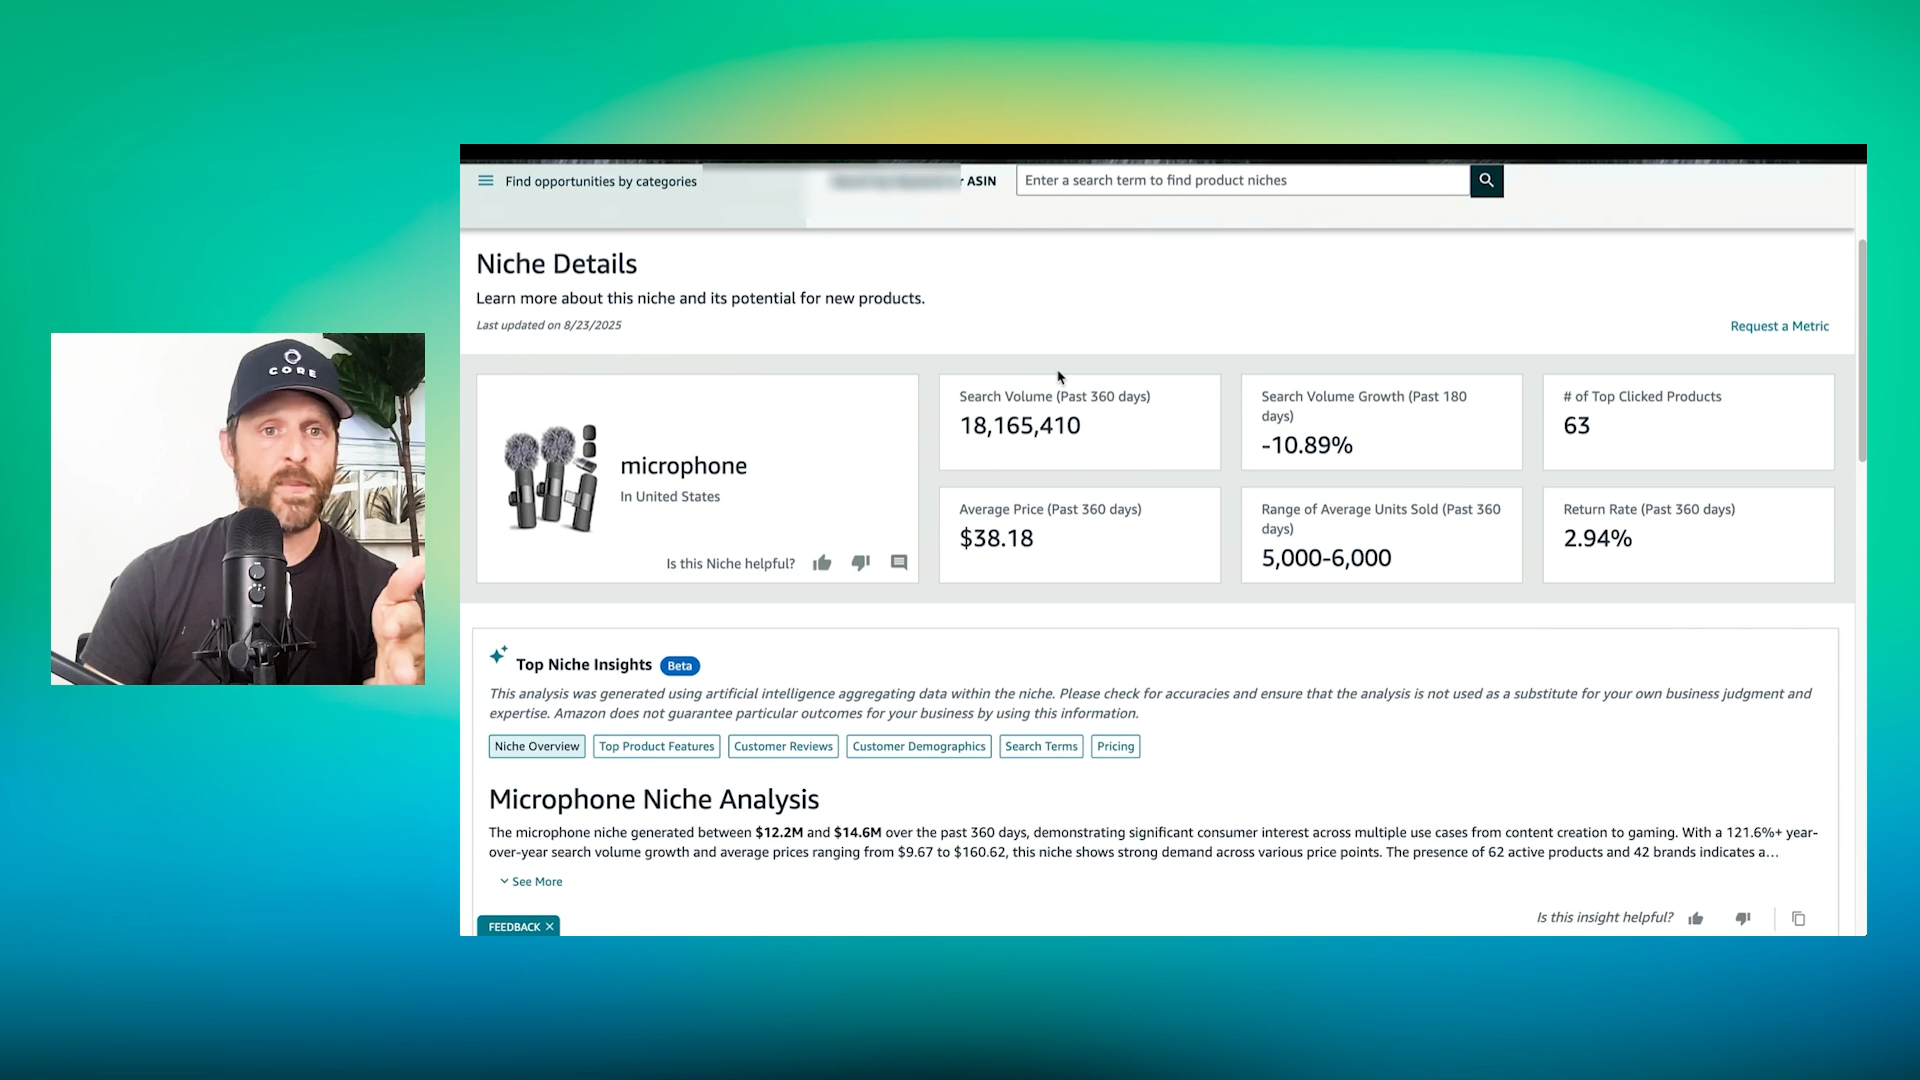 Find opportunities by categories
r ASIN
Enter a search term to find product niches
Niche Details
Learn more about this niche and its potential for new products.
Last updated on 8/23/2025
Request a Metric
CORE
microphone
In United States
Is this Niche helpful?
Search Volume (Past 360 days)
18,165,410
Search Volume Growth (Past 180
days)
-10.89%
# of Top Clicked Products
63
Average Price (Past 360 days)
$38.18
Range of Average Units Sold (Past 360
days)
5,000-6,000
Return Rate (Past 360 days)
2.94%
Top Niche Insights Beta
This analysis was generated using artificial intelligence aggregating data within the niche. Please check for accuracies and ensure that the analysis is not used as a substitute for your own business judgment and
expertise. Amazon does not guarantee particular outcomes for your business by using this information.
Niche Overview Top Product Features Customer Reviews Customer Demographics Search Terms Pricing
Microphone Niche Analysis
The microphone niche generated between $12.2M and $14.6M over the past 360 days, demonstrating significant consumer interest across multiple use cases from content creation to gaming. With a 121.6%+ year-
over-year search volume growth and average prices ranging from $9.67 to $160.62, this niche shows strong demand across various price points. The presence of 62 active products and 42 brands indicates a...
See More
Is this insight helpful?
FEEDBACK X